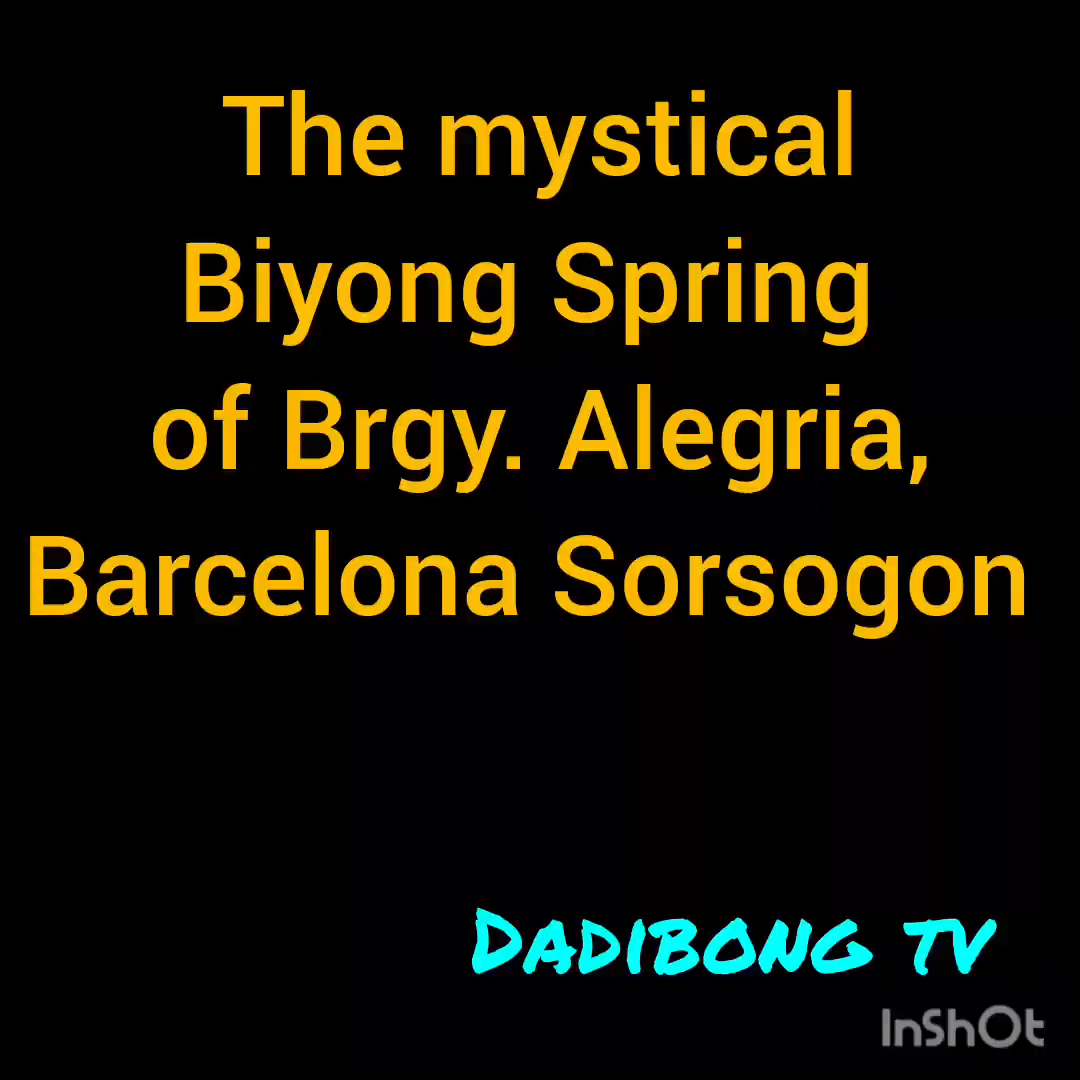 The mystical
Biyong Spring
of Brgy. Alegria,
Barcelona Sorsogon
DADIBONG TV
InShOt